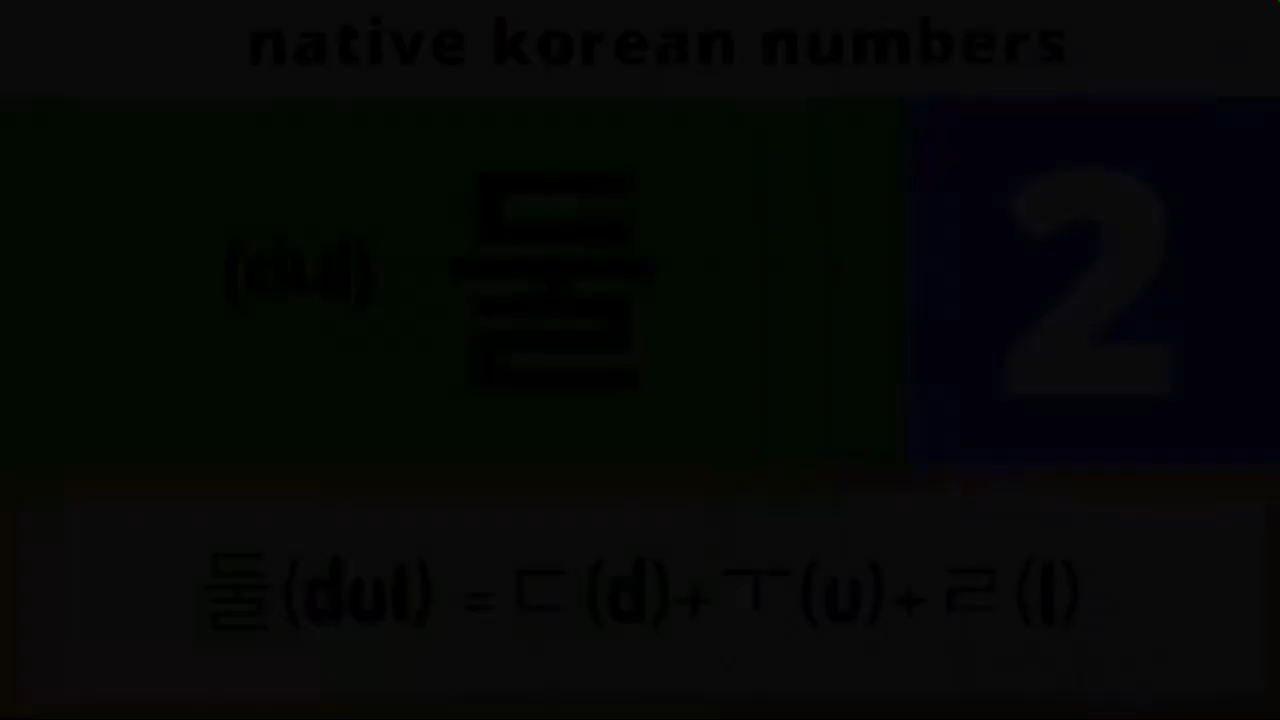 native korean numbers
(dul) 둘 2
둘(dul) =ㄷ(d)+ㅜ(u)+ㄹ(l)